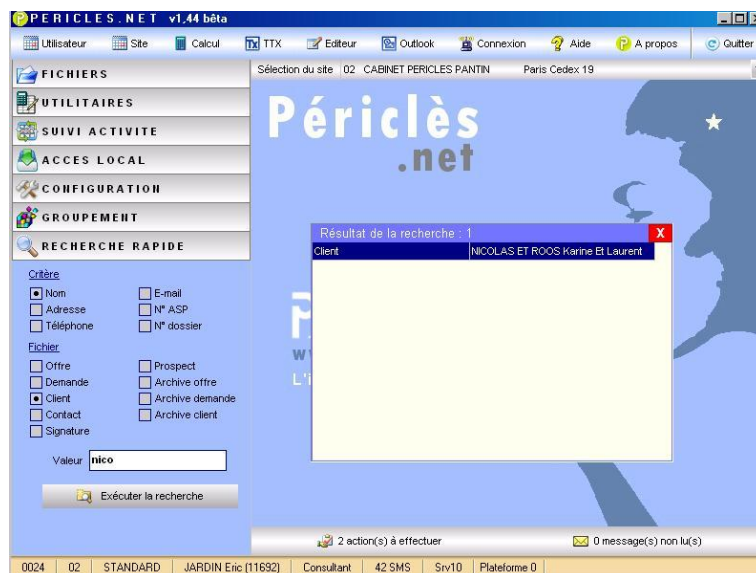 PERICLES.NET v1,44 bêta
Utilisateur Site Calcul TX TTX Editeur Outlook Connexion Aide A propos Quitter
FICHIERS
UTILITAIRES
SUIVI ACTIVITE
ACCES LOCAL
CONFIGURATION
GROUPEMENT
RECHERCHE RAPIDE
Critère
Nom E-mail
Adresse N° ASP
Téléphone N° dossier
Fichier
Offre Prospect
Demande Archive offre
Client Archive demande
Contact Archive client
Signature
Valeur nico
Exécuter la recherche
Sélection du site 02 CABINET PERICLES PANTIN Paris Cedex 19
Périclès
.net
Résultat de la recherche : 1 X
Client NICOLAS ET ROOS Karine Et Laurent
P
w
L'i
2 action(s) à effectuer 0 message(s) non lu(s)
0024 02 STANDARD JARDIN Eric (11692) Consultant 42 SMS Srv10 Plateforme 0